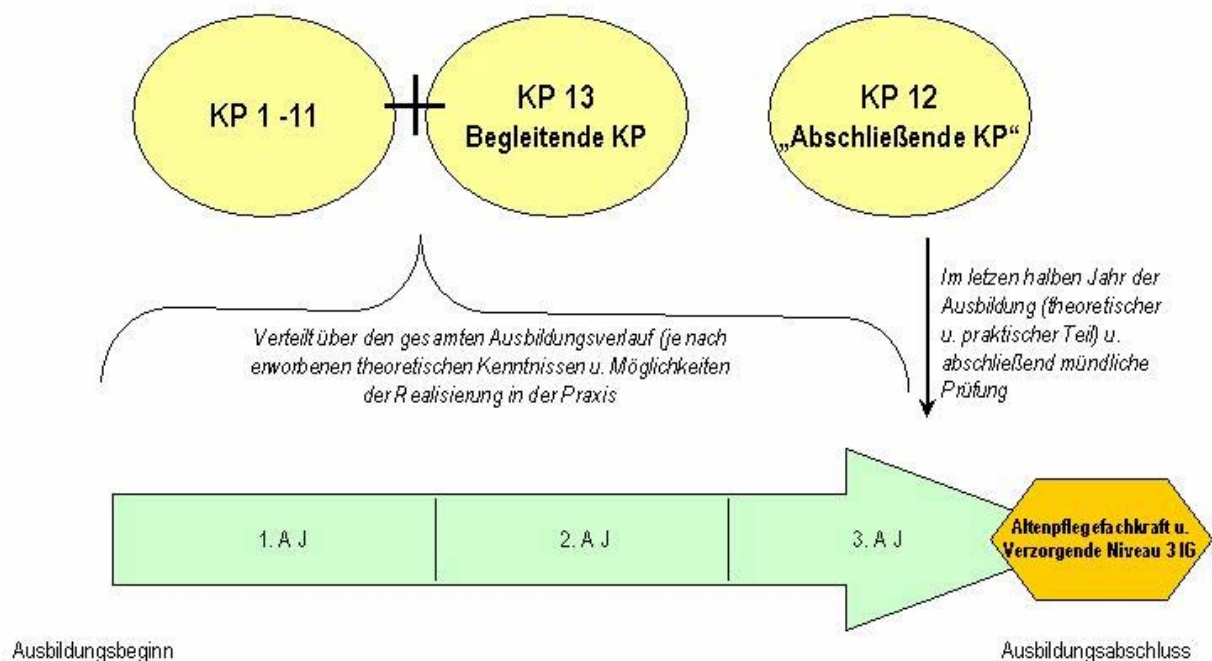 KP 1 -11
KP 13
Begleitende KP
KP 12
„Abschließende KP“
Im letzen halben Jahr der
Ausbildung (theoretischer
u. praktischer Teil) u.
abschließend mündliche
Prüfung
Verteilt über den gesamten Ausbildungsverlauf (je nach
erworbenen theoretischen Kenntnissen u. Möglichkeiten
der Realisierung in der Praxis
1. A J
2. A J
3. A J
Altenpflegefachkraft u.
Verzorgende Niveau 3 IG
Ausbildungsbeginn
Ausbildungsabschluss